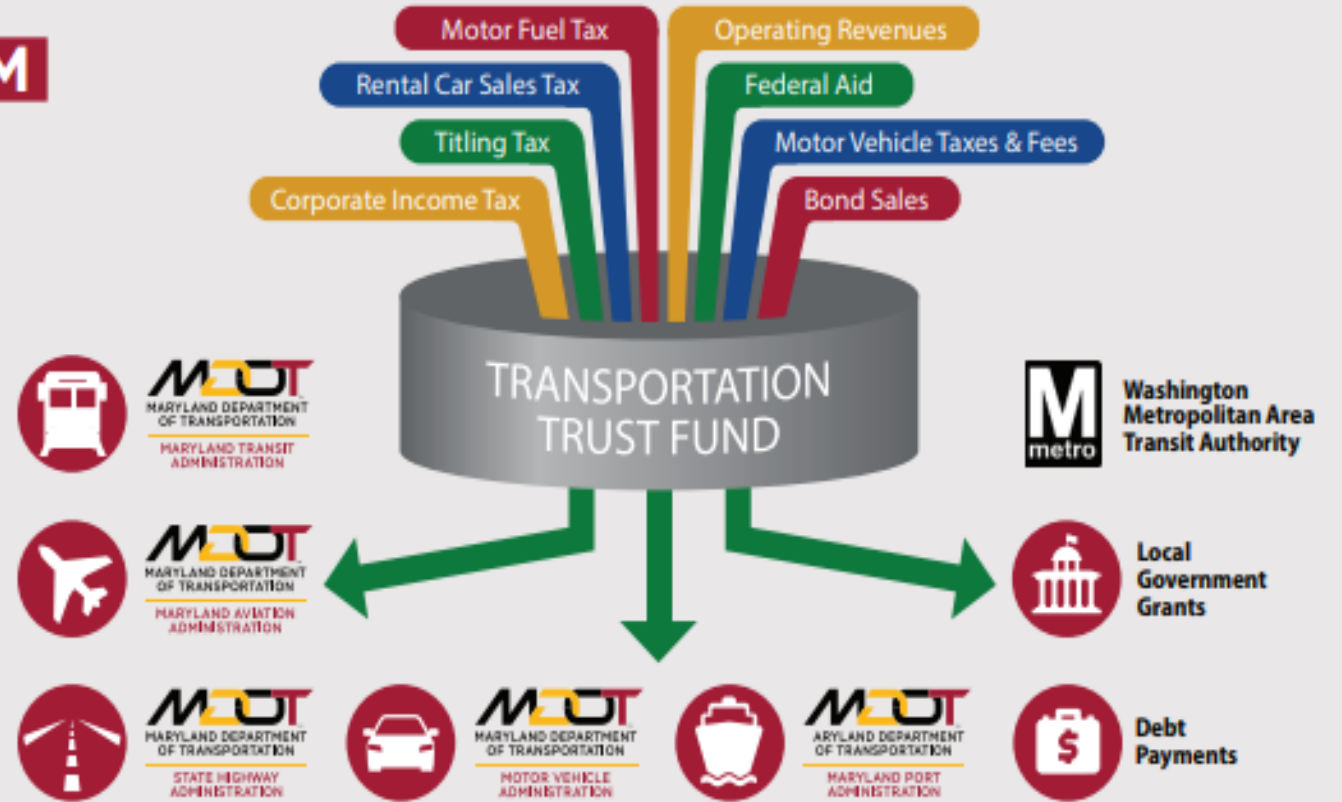 M
Motor Fuel Tax
Operating Revenues
Rental Car Sales Tax
Federal Aid
Titling Tax
Motor Vehicle Taxes & Fees
Corporate Income Tax
Bond Sales
TRANSPORTATION
TRUST FUND
MDOT
MARYLAND DEPARTMENT
OF TRANSPORTATION
MARYLAND TRANSIT
ADMINISTRATION
M
metro
Washington
Metropolitan Area
Transit Authority
MDOT
MARYLAND DEPARTMENT
OF TRANSPORTATION
MARYLAND AVIATION
ADMINISTRATION
Local
Government
Grants
MDOT
MARYLAND DEPARTMENT
OF TRANSPORTATION
STATE HIGHWAY
ADMINISTRATION
MDOT
MARYLAND DEPARTMENT
OF TRANSPORTATION
MOTOR VEHICLE
ADMINISTRATION
MDOT
ARYLAND DEPARTMENT
OF TRANSPORTATION
MARYLAND PORT
ADMINISTRATION
$
Debt
Payments